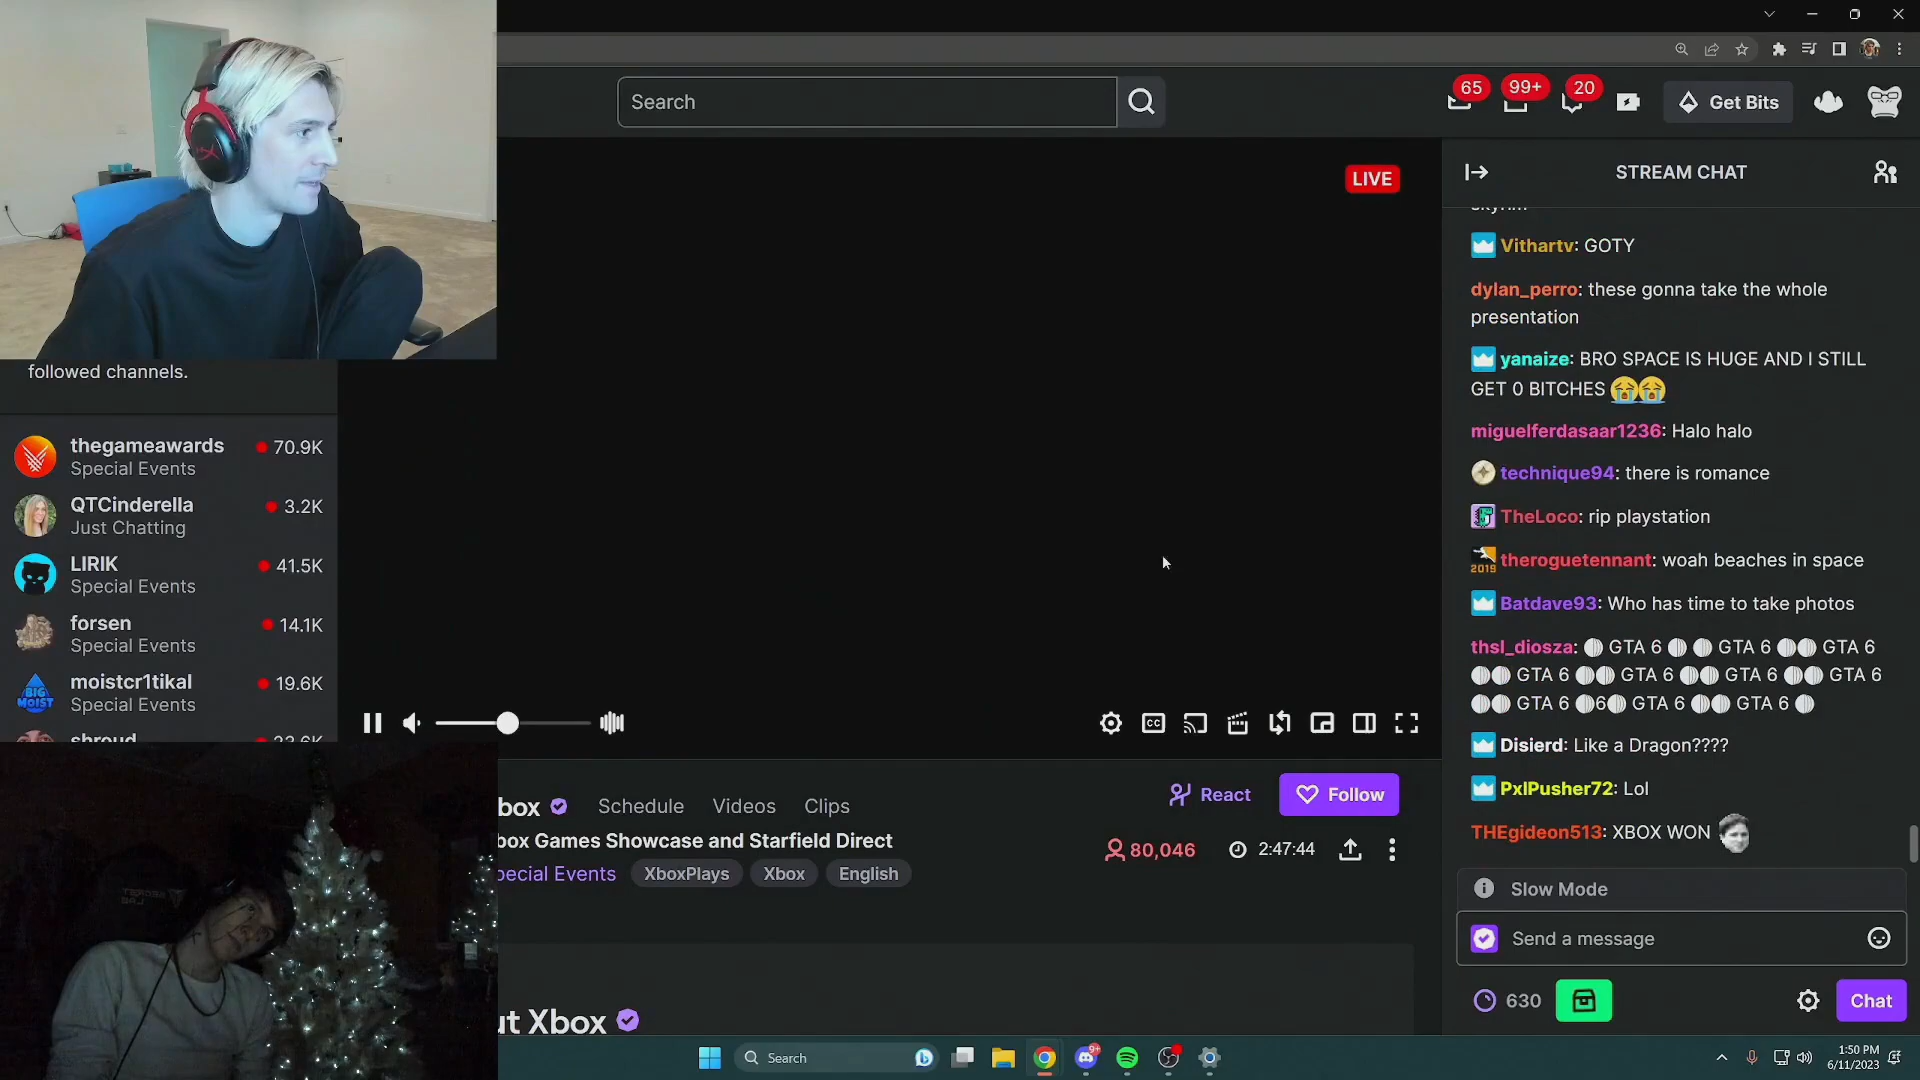 Search
65
99+
20
Get Bits
LIVE
STREAM CHAT
Vithartv: GOTY
dylan_perro: these gonna take the whole
presentation
yanaize: BRO SPACE IS HUGE AND I STILL
GET 0 BITCHES 😭😭
miguelferdasaar1236: Halo halo
technique94: there is romance
TheLoco: rip playstation
2019 theroguetennant: woah beaches in space
Batdave93: Who has time to take photos
thsl_diosza: GTA 6 GTA 6 GTA 6
GTA 6 GTA 6 GTA 6 GTA 6
GTA 6 6 GTA 6 GTA 6
Disierd: Like a Dragon????
PxlPusher72: Lol
THEgideon513: XBOX WON
Slow Mode
Send a message
630
Chat
followed channels.
thegameawards 70.9K
Special Events
QTCinderella 3.2K
Just Chatting
LIRIK 41.5K
Special Events
forsen 14.1K
Special Events
BIG MOIST
moistcr1tikal 19.6K
Special Events
CC
box Schedule Videos Clips
React
Follow
box Games Showcase and Starfield Direct
80,046
2:47:44
pecial Events XboxPlays Xbox English
ut Xbox
Search
9+
1:50 PM
6/11/2023